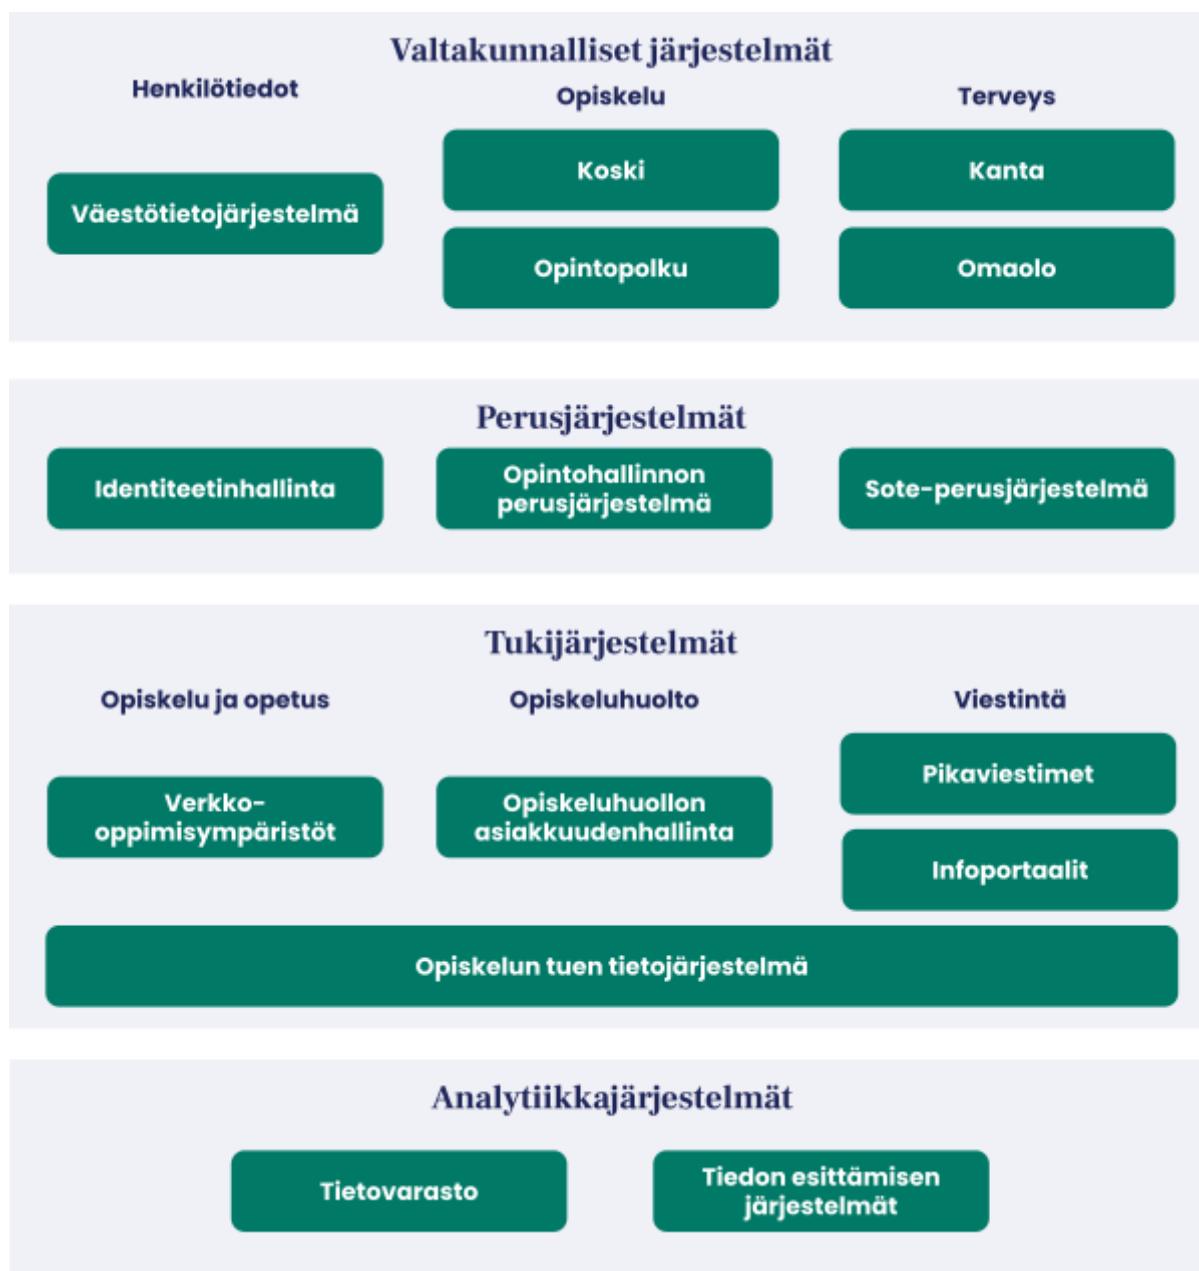 Valtakunnalliset järjestelmät
Henkilötiedot
Opiskelu
Terveys
Väestötietojärjestelmä
Koski
Kanta
Opintopolku
Omaolo
Perusjärjestelmät
Identiteetinhallinta
Opintohallinnon
perusjärjestelmä
Sote-perusjärjestelmä
Tukijärjestelmät
Opiskelu ja opetus
Opiskeluhuolto
Viestintä
Verkko-
oppimisympäristöt
Opiskeluhuollon
asiakkuudenhallinta
Pikaviestimet
Infoportaalit
Opiskelun tuen tietojärjestelmä
Analytiikkajärjestelmät
Tietovarasto
Tiedon esittämisen
järjestelmät